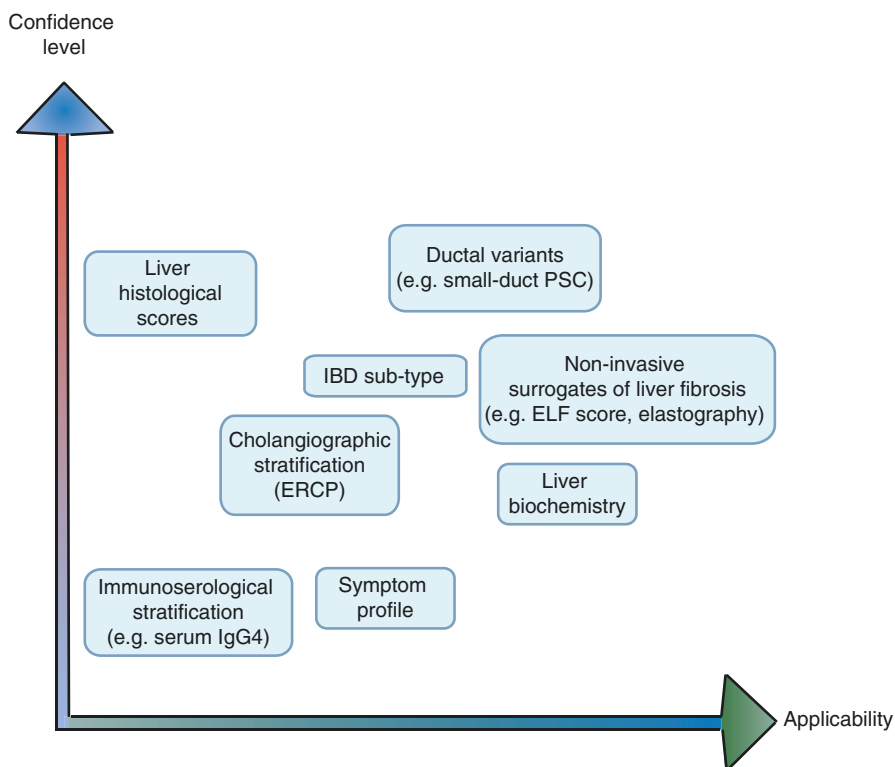 Confidence
level
Ductal variants
(e.g. small-duct PSC)
Liver
histological
scores
Non-invasive
surrogates of liver fibrosis
(e.g. ELF score, elastography)
IBD sub-type
Cholangiographic
stratification
(ERCP)
Liver
biochemistry
Immunoserological
stratification
(e.g. serum IgG4)
Symptom
profile
Applicability